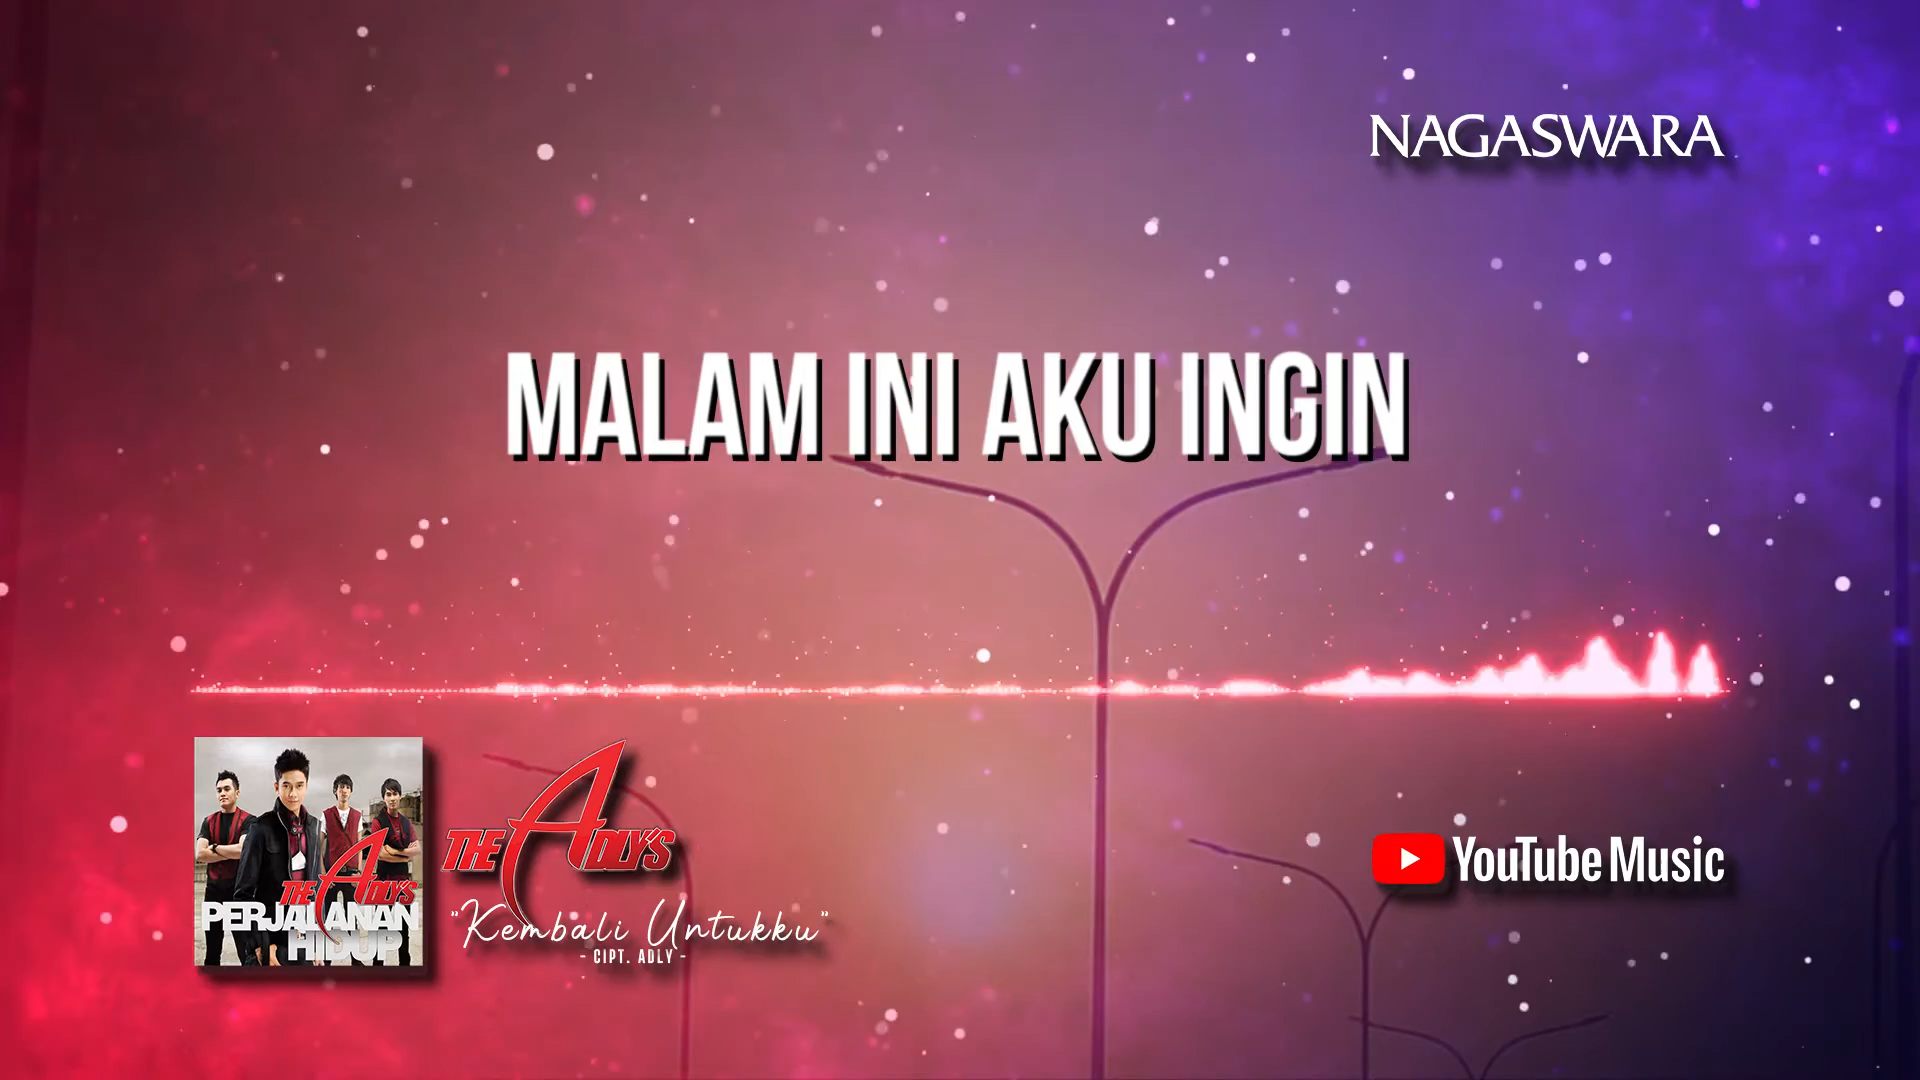 NAGASWARA
MALAM INI AKU INGIN
THE ADLY'S
PERJALANAN
HIDUP
THE ADLY'S
"Kembali Untukku"
- CIPT. ADLY -
YouTube Music